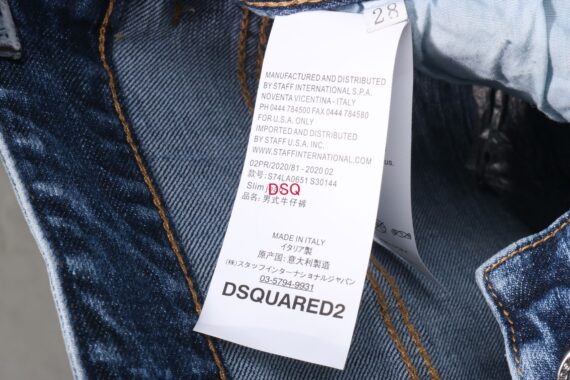 28
MANUFACTURED AND DISTRIBUTED
BY STAFF INTERNATIONAL S.P.A.
NOVENTA VICENTINA - ITALY
PH 0444 784500 FAX 0444 784580
FOR U.S.A. ONLY
IMPORTED AND DISTRIBUTED
BY STAFF U.S.A. INC.
WWW.STAFFINTERNATIONAL.COM
02PR/2020/81 - 2020 02
款号: S74LA0851 S30144
Slim
DSQ
品名: 男式牛仔裤
MADE IN ITALY
イタリア製
原产国: 意大利製造
(株)スタッフインターナショナルジャパン
03-5794-9931
DSQUARED2